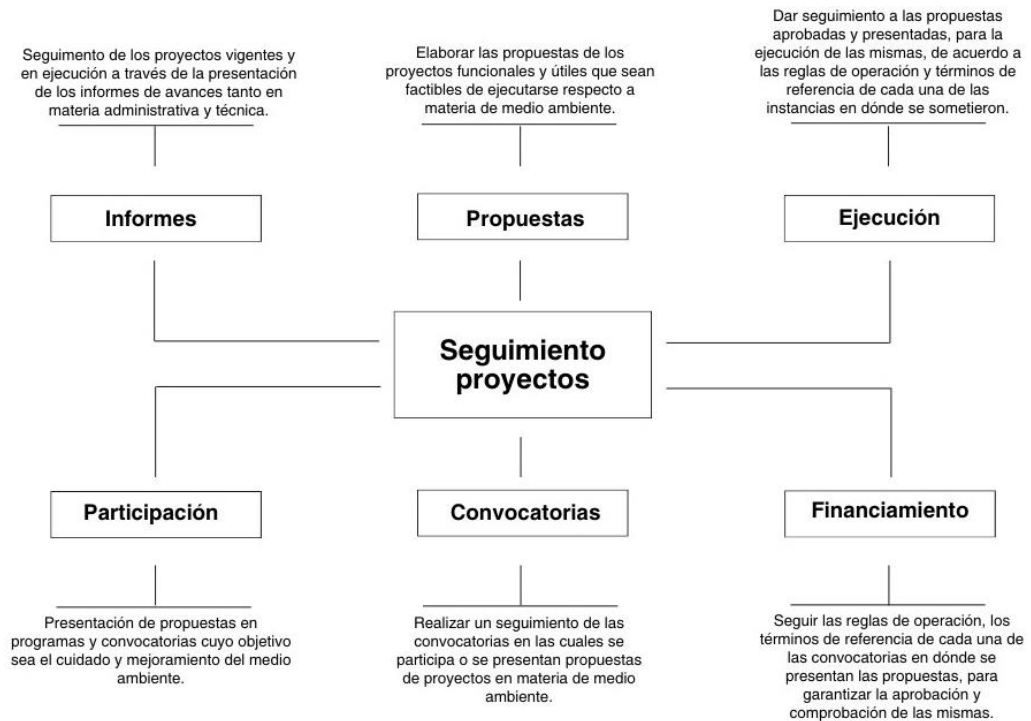 Seguimento de los proyectos vigentes y
en ejecución a través de la presentación
de los informes de avances tanto en
materia administrativa y técnica.
Elaborar las propuestas de los
proyectos funcionales y útiles que sean
factibles de ejecutarse respecto a
materia de medio ambiente.
Dar seguimiento a las propuestas
aprobadas y presentadas, para la
ejecución de las mismas, de acuerdo a
las reglas de operación y términos de
referencia de cada una de las
instancias en dónde se sometieron.
Informes
Propuestas
Ejecución
Seguimiento
proyectos
Participación
Convocatorias
Financiamiento
Presentación de propuestas en
programas y convocatorias cuyo objetivo
sea el cuidado y mejoramiento del medio
ambiente.
Realizar un seguimiento de las
convocatorias en las cuales se
participa o se presentan propuestas
de proyectos en materia de medio
ambiente.
Seguir las reglas de operación, los
términos de referencia de cada una de
las convocatorias en dónde se
presentan las propuestas, para
garantizar la aprobación y
comprobación de las mismas.